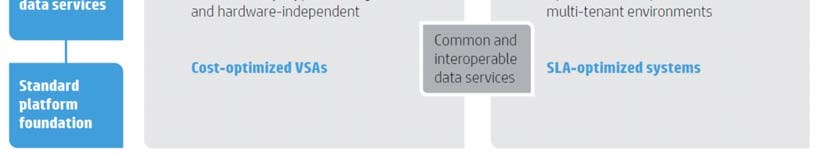 data services
and hardware-independent
multi-tenant environments
Common and
interoperable
data services
Cost-optimized VSAs
SLA-optimized systems
Standard
platform
foundation